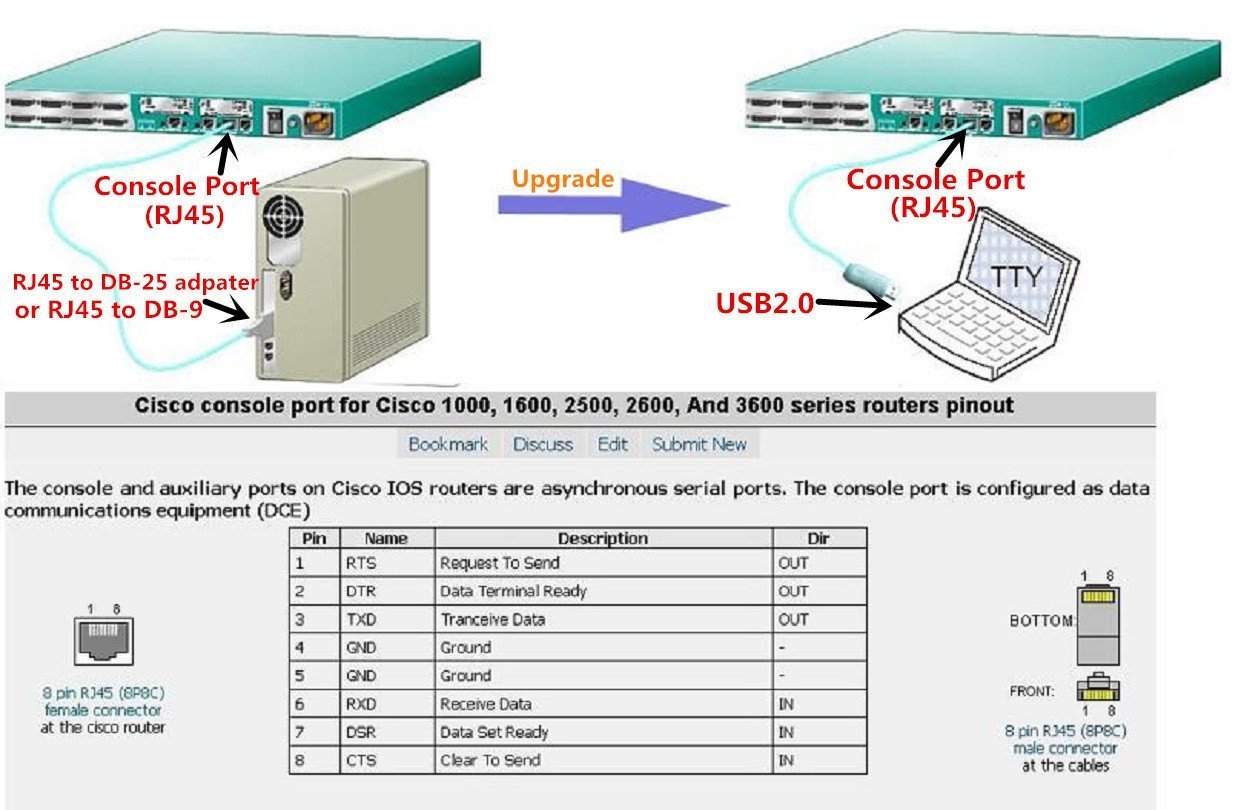 Console Port
(RJ45)
RJ45 to DB-25 adpater
or RJ45 to DB-9
Upgrade
Console Port
(RJ45)
TTY
USB2.0
Cisco console port for Cisco 1000, 1600, 2500, 2600, And 3600 series routers pinout
Bookmark Discuss Edit Submit New
The console and auxiliary ports on Cisco IOS routers are asynchronous serial ports. The console port is configured as data
communications equipment (DCE)
Pin Name Description Dir
1 RTS Request To Send OUT
2 DTR Data Terminal Ready OUT
3 TXD Tranceive Data OUT
4 GND Ground -
5 GND Ground -
6 RXD Receive Data IN
7 DSR Data Set Ready IN
8 CTS Clear To Send IN
1 8
8 pin RJ45 (8P8C)
female connector
at the cisco router
1 8
BOTTOM:
FRONT:
1 8
8 pin RJ45 (8P8C)
male connector
at the cables